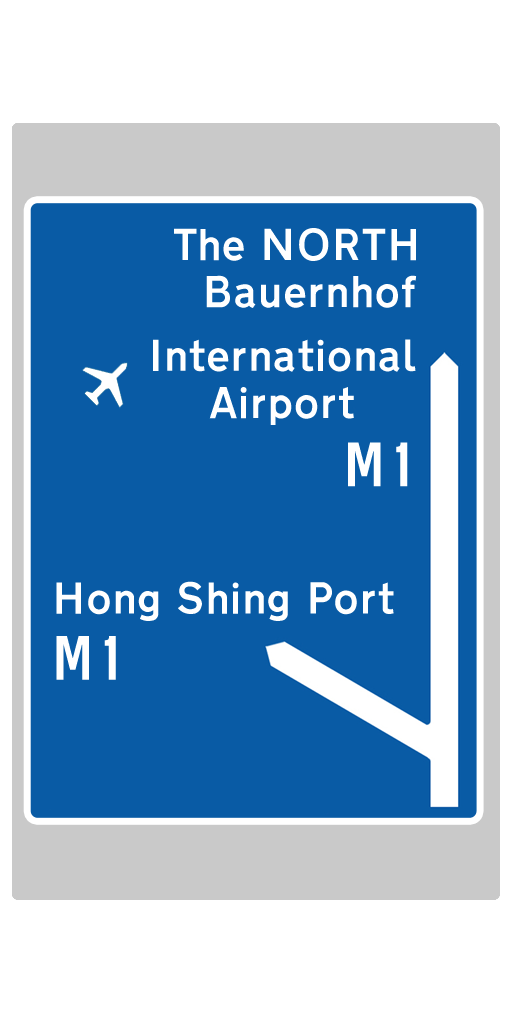 The NORTH
Bauernhof
International
Airport
M1
Hong Shing Port
M1